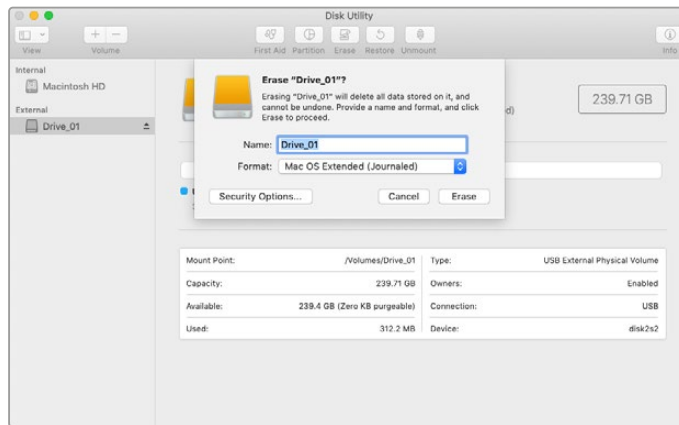 Disk Utility
View
Volume
First Aid
Partition
Erase
Restore
Unmount
Info
Internal
Macintosh HD
External
Drive_01
Erase “Drive_01”?
Erasing “Drive_01” will delete all data stored on it, and
cannot be undone. Provide a name and format, and click
Erase to proceed.
Name: Drive_01
Format: Mac OS Extended (Journaled)
Security Options...
Cancel
Erase
239.71 GB
Mount Point: /Volumes/Drive_01
Type: USB External Physical Volume
Capacity: 239.71 GB
Owners: Enabled
Available: 239.4 GB (Zero KB purgeable)
Connection: USB
Used: 312.2 MB
Device: disk2s2